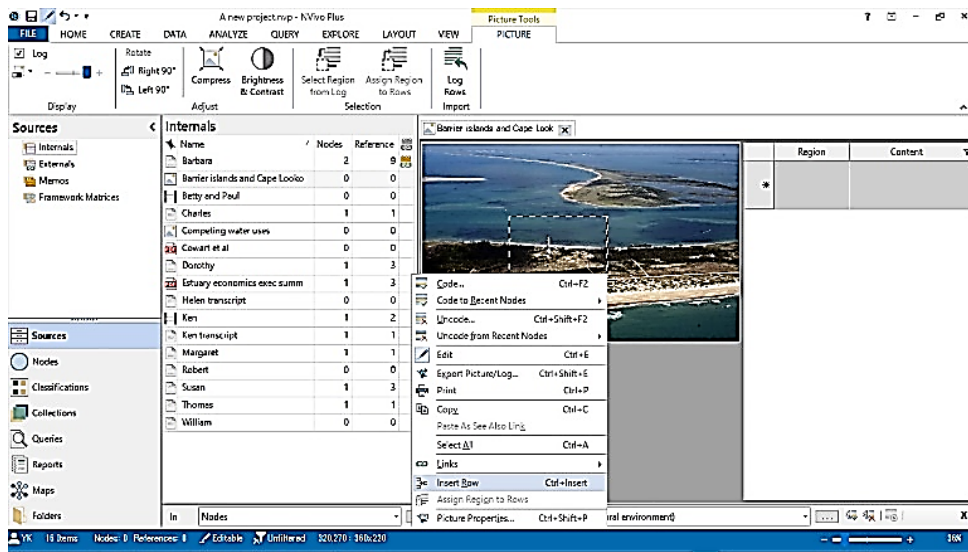 A new project.nvp - NVivo Plus
Picture Tools
FILE HOME CREATE DATA ANALYZE QUERY EXPLORE LAYOUT VIEW PICTURE
Log
Rotate
Right 90°
Left 90°
Compress
Brightness & Contrast
Select Region from Log
Assign Region to Rows
Log Rows
Display Adjust Selection Import
Sources
Internals
Externals
Memos
Framework Matrices
Sources
Nodes
Classifications
Collections
Queries
Reports
Maps
Folders
Internals
Name Nodes Reference
Barbara 2 9
Barrier islands and Cape Looko 0 0
Betty and Paul 0 0
Charles 1 1
Competing water uses 0 0
Cowart et al 0 0
Dorothy 1 3
Estuary economics exec summ 1 3
Helen transcript 0 0
Ken 1 2
Ken transcript 1 1
Margaret 1 1
Robert 0 0
Susan 1 3
Thomas 1 1
William 0 0
Barrier islands and Cape Look
Region Content
Code... Ctrl+F2
Code to Recent Nodes
Uncode... Ctrl+Shift+F2
Uncode from Recent Nodes
Edit Ctrl+E
Export Picture/Log... Ctrl+Shift+E
Print Ctrl+P
Copy Ctrl+C
Paste As See Also Link
Select All Ctrl+A
Links
Insert Row Ctrl+Insert
Assign Region to Rows
Picture Properties... Ctrl+Shift+P
In Nodes
ral environment)
YK 16 Items Nodes: 0 References: 0 Editable Unfiltered 320,270 : 360x220